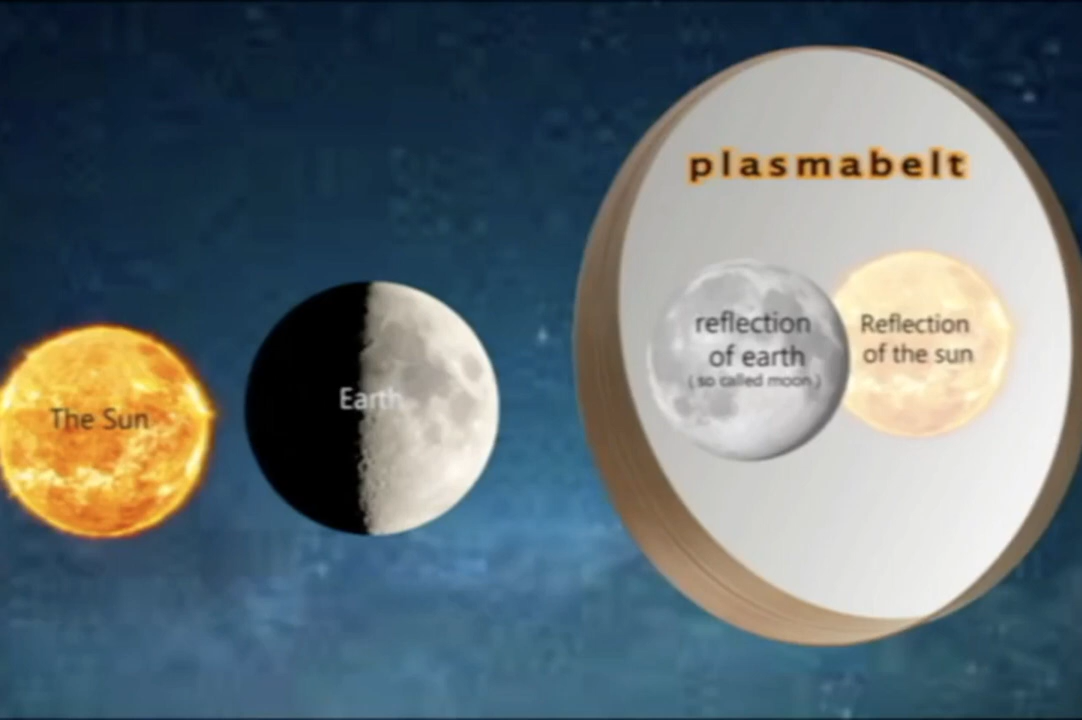 plasmabelt
The Sun
Earth
reflection
of earth
( so called moon )
Reflection
of the sun